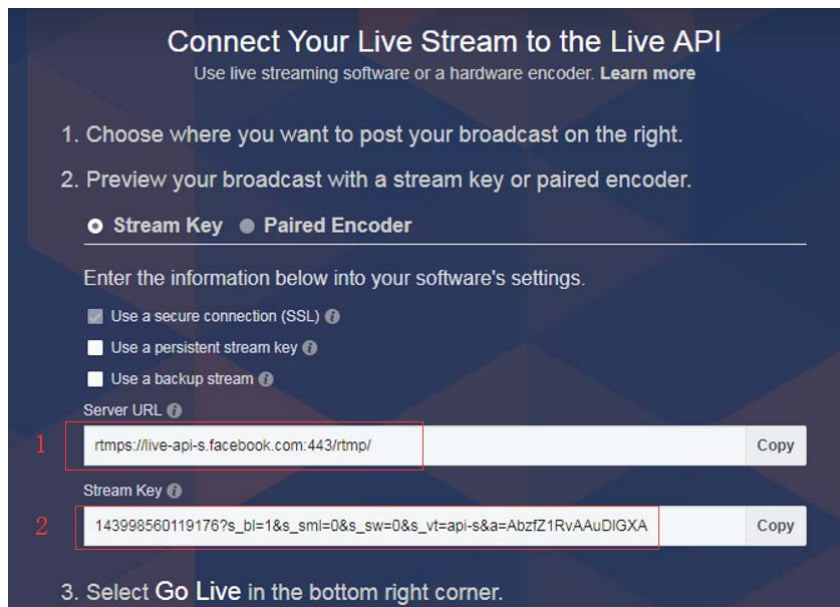 Connect Your Live Stream to the Live API
Use live streaming software or a hardware encoder. Learn more
1. Choose where you want to post your broadcast on the right.
2. Preview your broadcast with a stream key or paired encoder.
Stream Key Paired Encoder
Enter the information below into your software's settings.
Use a secure connection (SSL)
Use a persistent stream key
Use a backup stream
Server URL
1 rtmps://live-api-s.facebook.com:443/rtmp/ Copy
Stream Key
2 143998560119176?s_bl=1&s_sml=0&s_sw=0&s_vt=api-s&a=AbzfZ1RvAAuDIGXA Copy
3. Select Go Live in the bottom right corner.